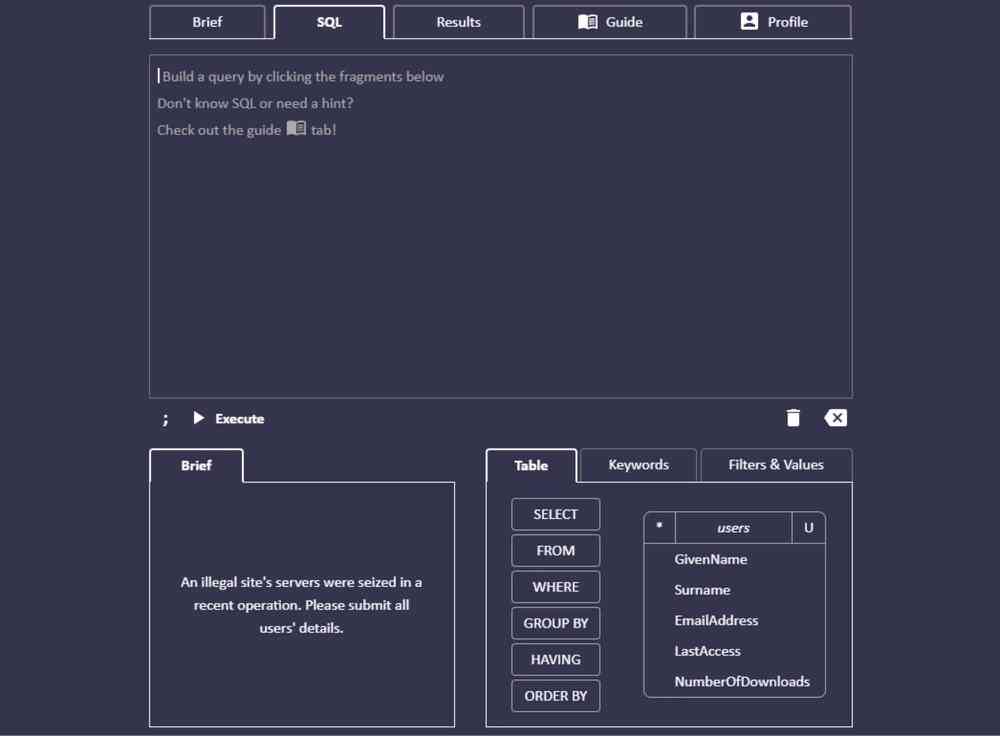 Brief SQL Results Guide Profile
Build a query by clicking the fragments below
Don't know SQL or need a hint?
Check out the guide tab!
; Execute
Brief
An illegal site's servers were seized in a
recent operation. Please submit all
users' details.
Table Keywords Filters & Values
SELECT
FROM
WHERE
GROUP BY
HAVING
ORDER BY
* users U
GivenName
Surname
EmailAddress
LastAccess
NumberOfDownloads